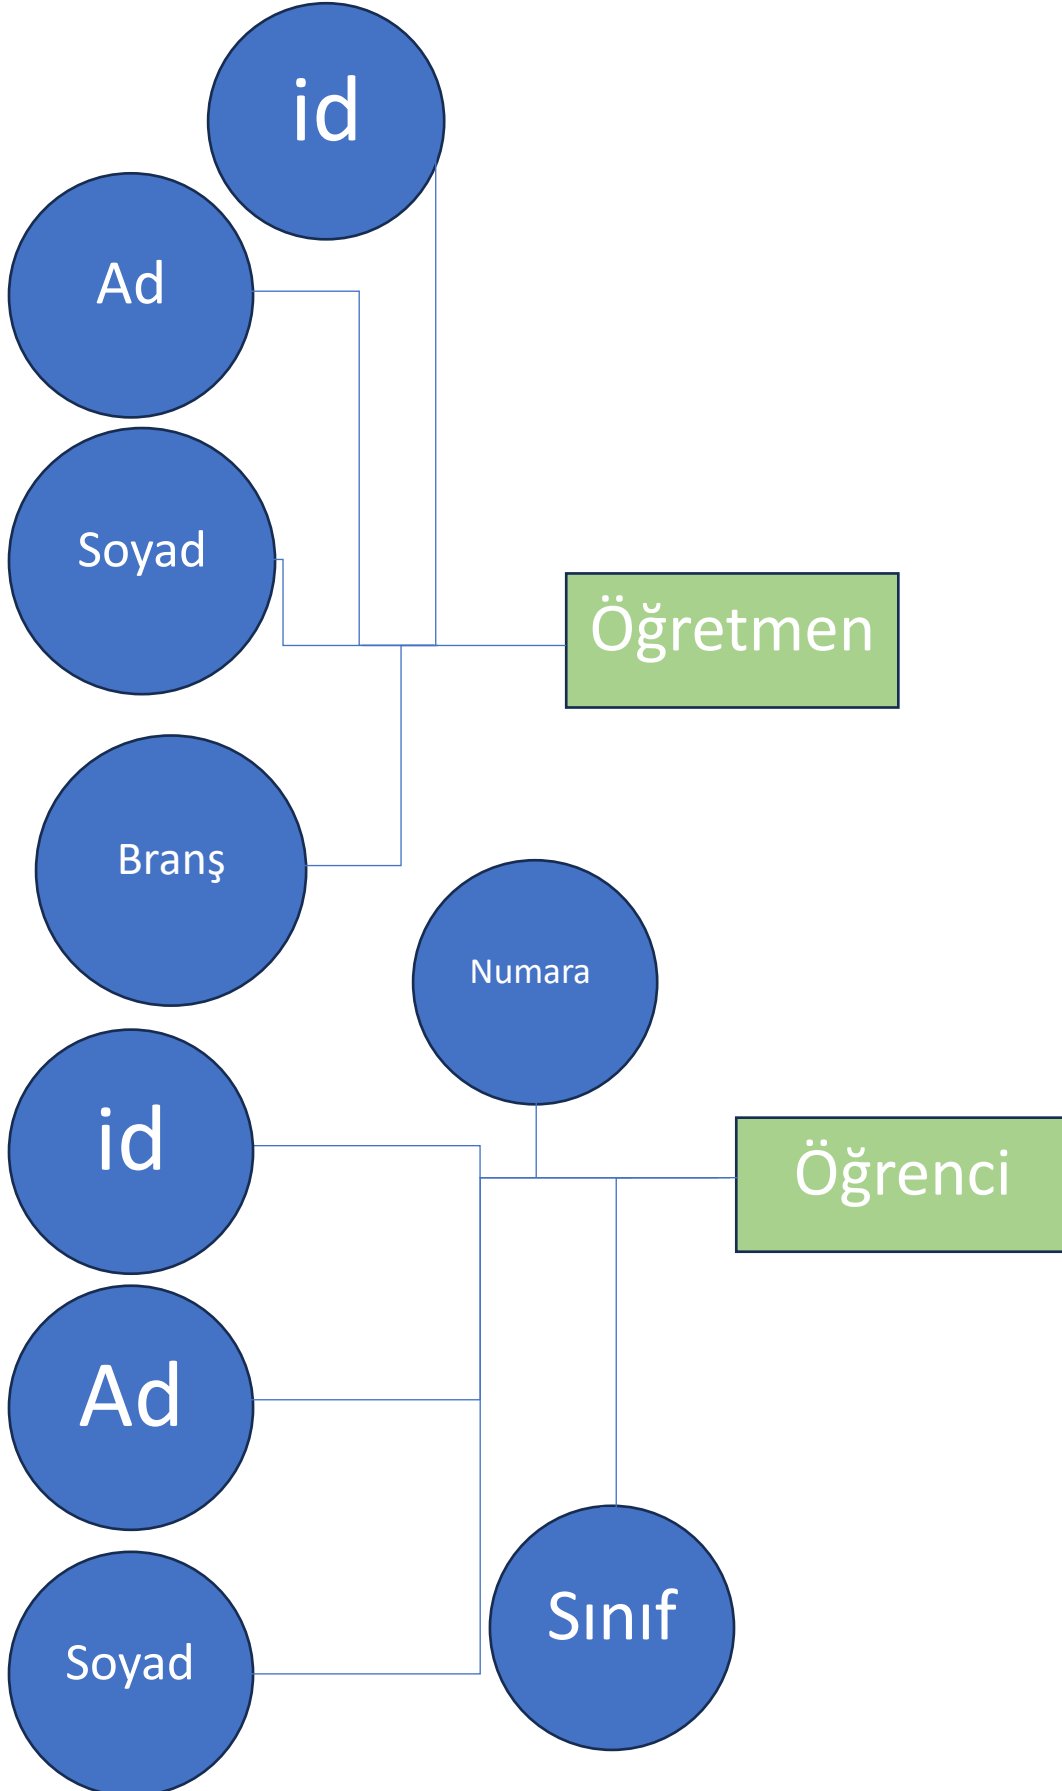 id
Ad
Soyad
Öğretmen
Branş
Numara
id
Öğrenci
Ad
Sınıf
Soyad